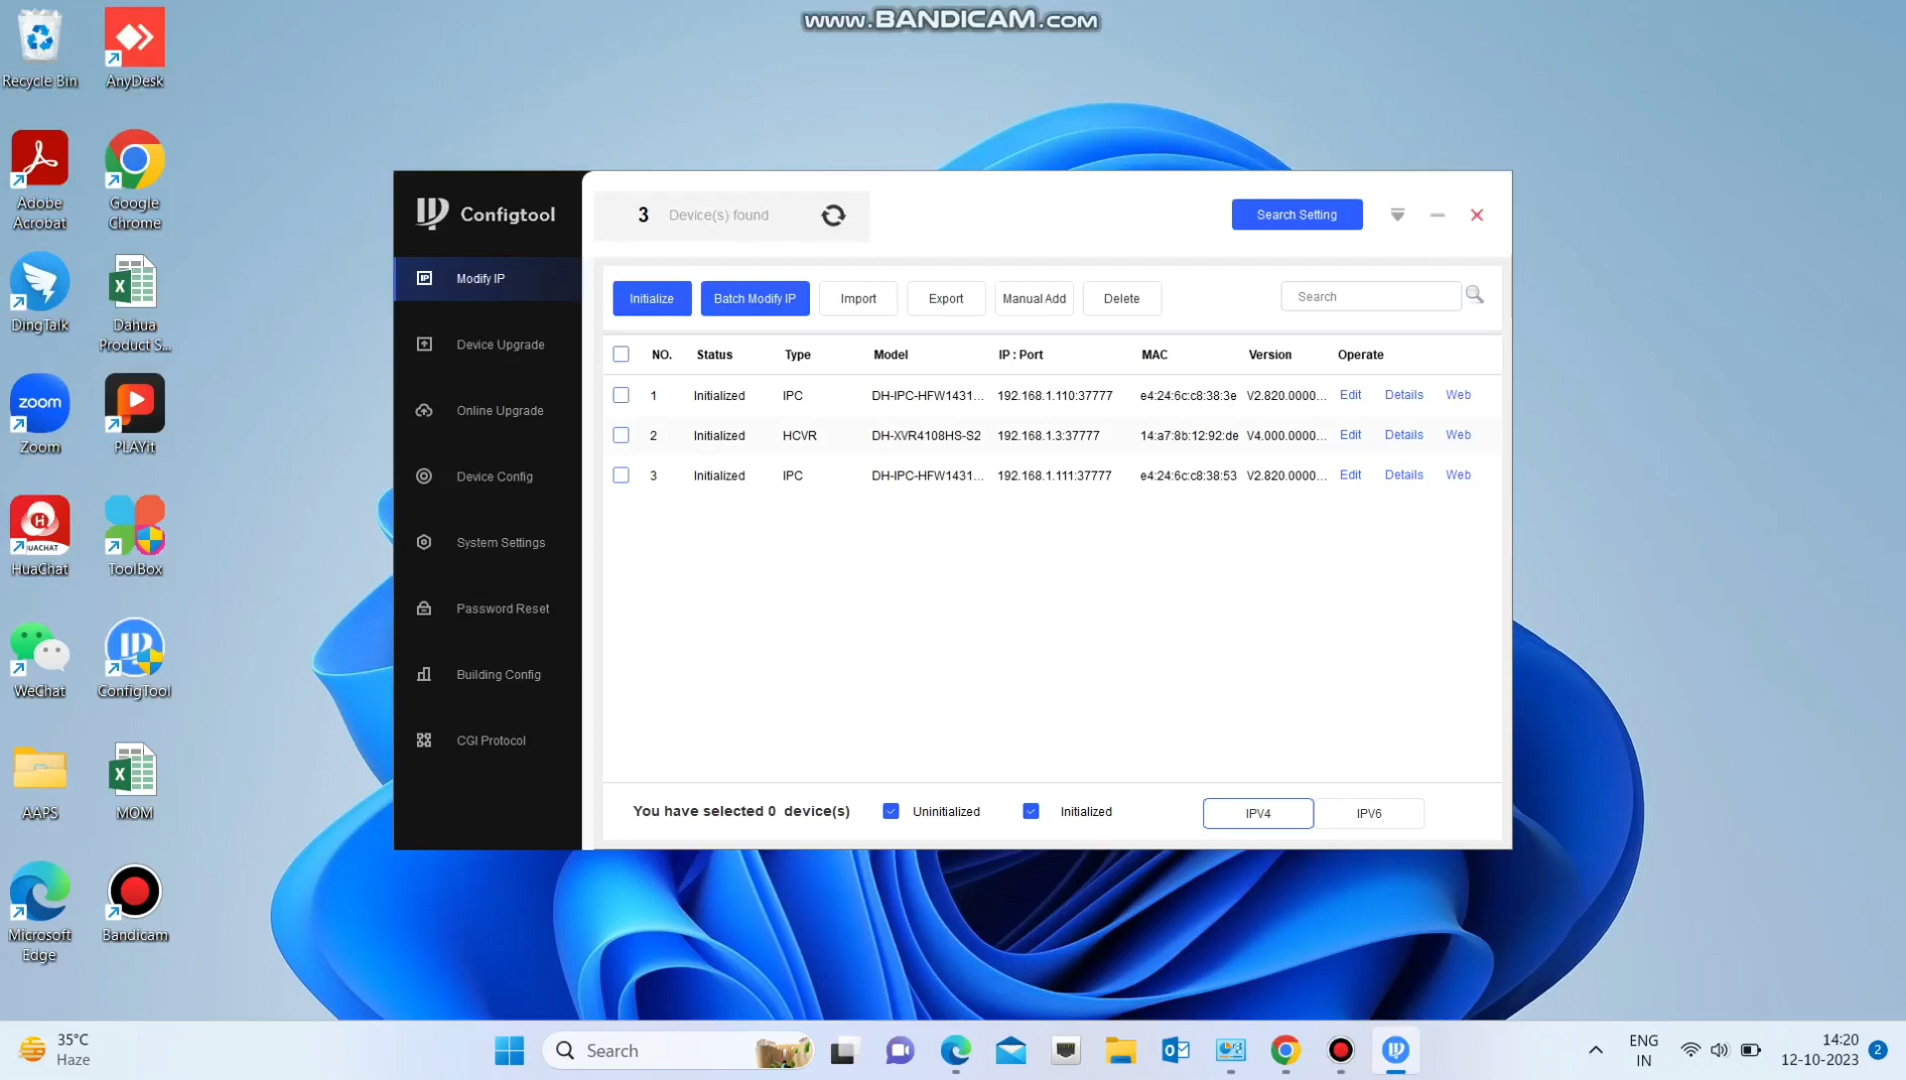 www.BANDICAM.com
Recycle Bin
AnyDesk
Adobe
Acrobat
Google
Chrome
DingTalk
Dahua
Product S...
zoom
Zoom
PLAYit
HUACHAT
HuaChat
ToolBox
WeChat
ConfigTool
AAPS
MOM
Microsoft
Edge
Bandicam
Configtool
3 Device(s) found
Search Setting
Modify IP
Device Upgrade
Online Upgrade
Device Config
System Settings
Password Reset
Building Config
CGI Protocol
Initialize Batch Modify IP Import Export Manual Add Delete Search
NO. Status Type Model IP : Port MAC Version Operate
1 Initialized IPC DH-IPC-HFW1431... 192.168.1.110:37777 e4:24:6c:c8:38:3e V2.820.0000... Edit Details Web
2 Initialized HCVR DH-XVR4108HS-S2 192.168.1.3:37777 14:a7:8b:12:92:de V4.000.0000... Edit Details Web
3 Initialized IPC DH-IPC-HFW1431... 192.168.1.111:37777 e4:24:6c:c8:38:53 V2.820.0000... Edit Details Web
You have selected 0 device(s) Uninitialized Initialized IPV4 IPV6
35°C
Haze
Search
ENG
IN
14:20
12-10-2023
2